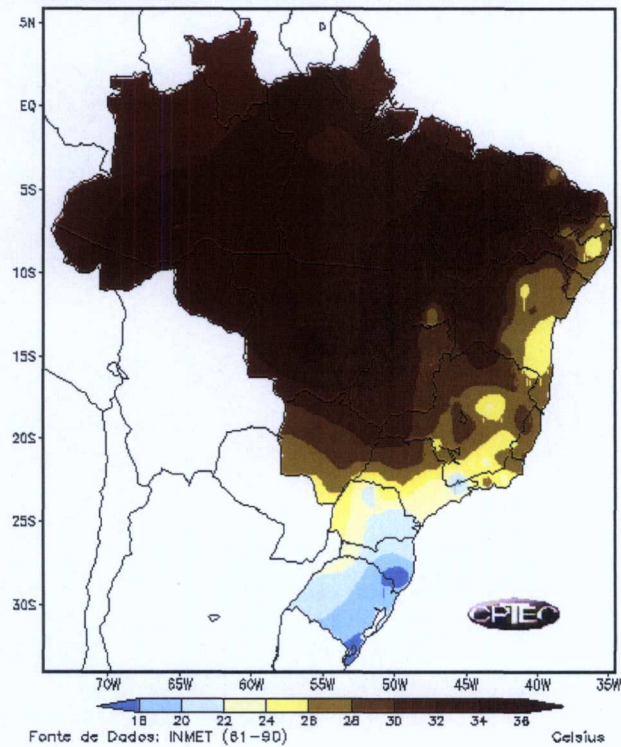 5N
EQ
5S
10S
15S
20S
25S
30S
70W 65W 60W 55W 50W 45W 40W 35W
CPTEC
18 20 22 24 26 28 30 32 34 36
Fonte de Dados: INMET (61-90) Celsius